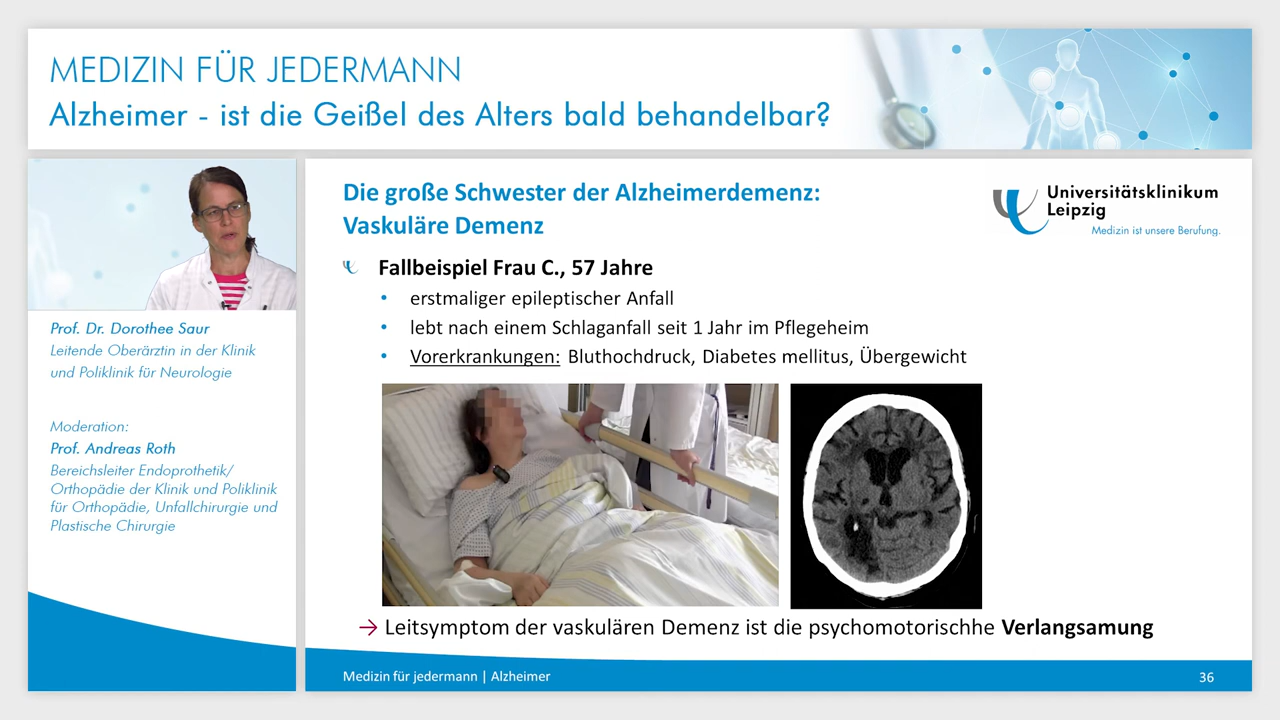 MEDIZIN FÜR JEDERMANN
Alzheimer - ist die Geißel des Alters bald behandelbar?
Prof. Dr. Dorothee Saur
Leitende Oberärztin in der Klinik
und Poliklinik für Neurologie
Moderation:
Prof. Andreas Roth
Bereichsleiter Endoprothetik/
Orthopädie der Klinik und Poliklinik
für Orthopädie, Unfallchirurgie und
Plastische Chirurgie
Die große Schwester der Alzheimerdemenz:
Vaskuläre Demenz
Universitätsklinikum
Leipzig
Medizin ist unsere Berufung.
Fallbeispiel Frau C., 57 Jahre
• erstmaliger epileptischer Anfall
• lebt nach einem Schlaganfall seit 1 Jahr im Pflegeheim
• Vorerkrankungen: Bluthochdruck, Diabetes mellitus, Übergewicht
→ Leitsymptom der vaskulären Demenz ist die psychomotorischhe Verlangsamung
Medizin für jedermann | Alzheimer
36